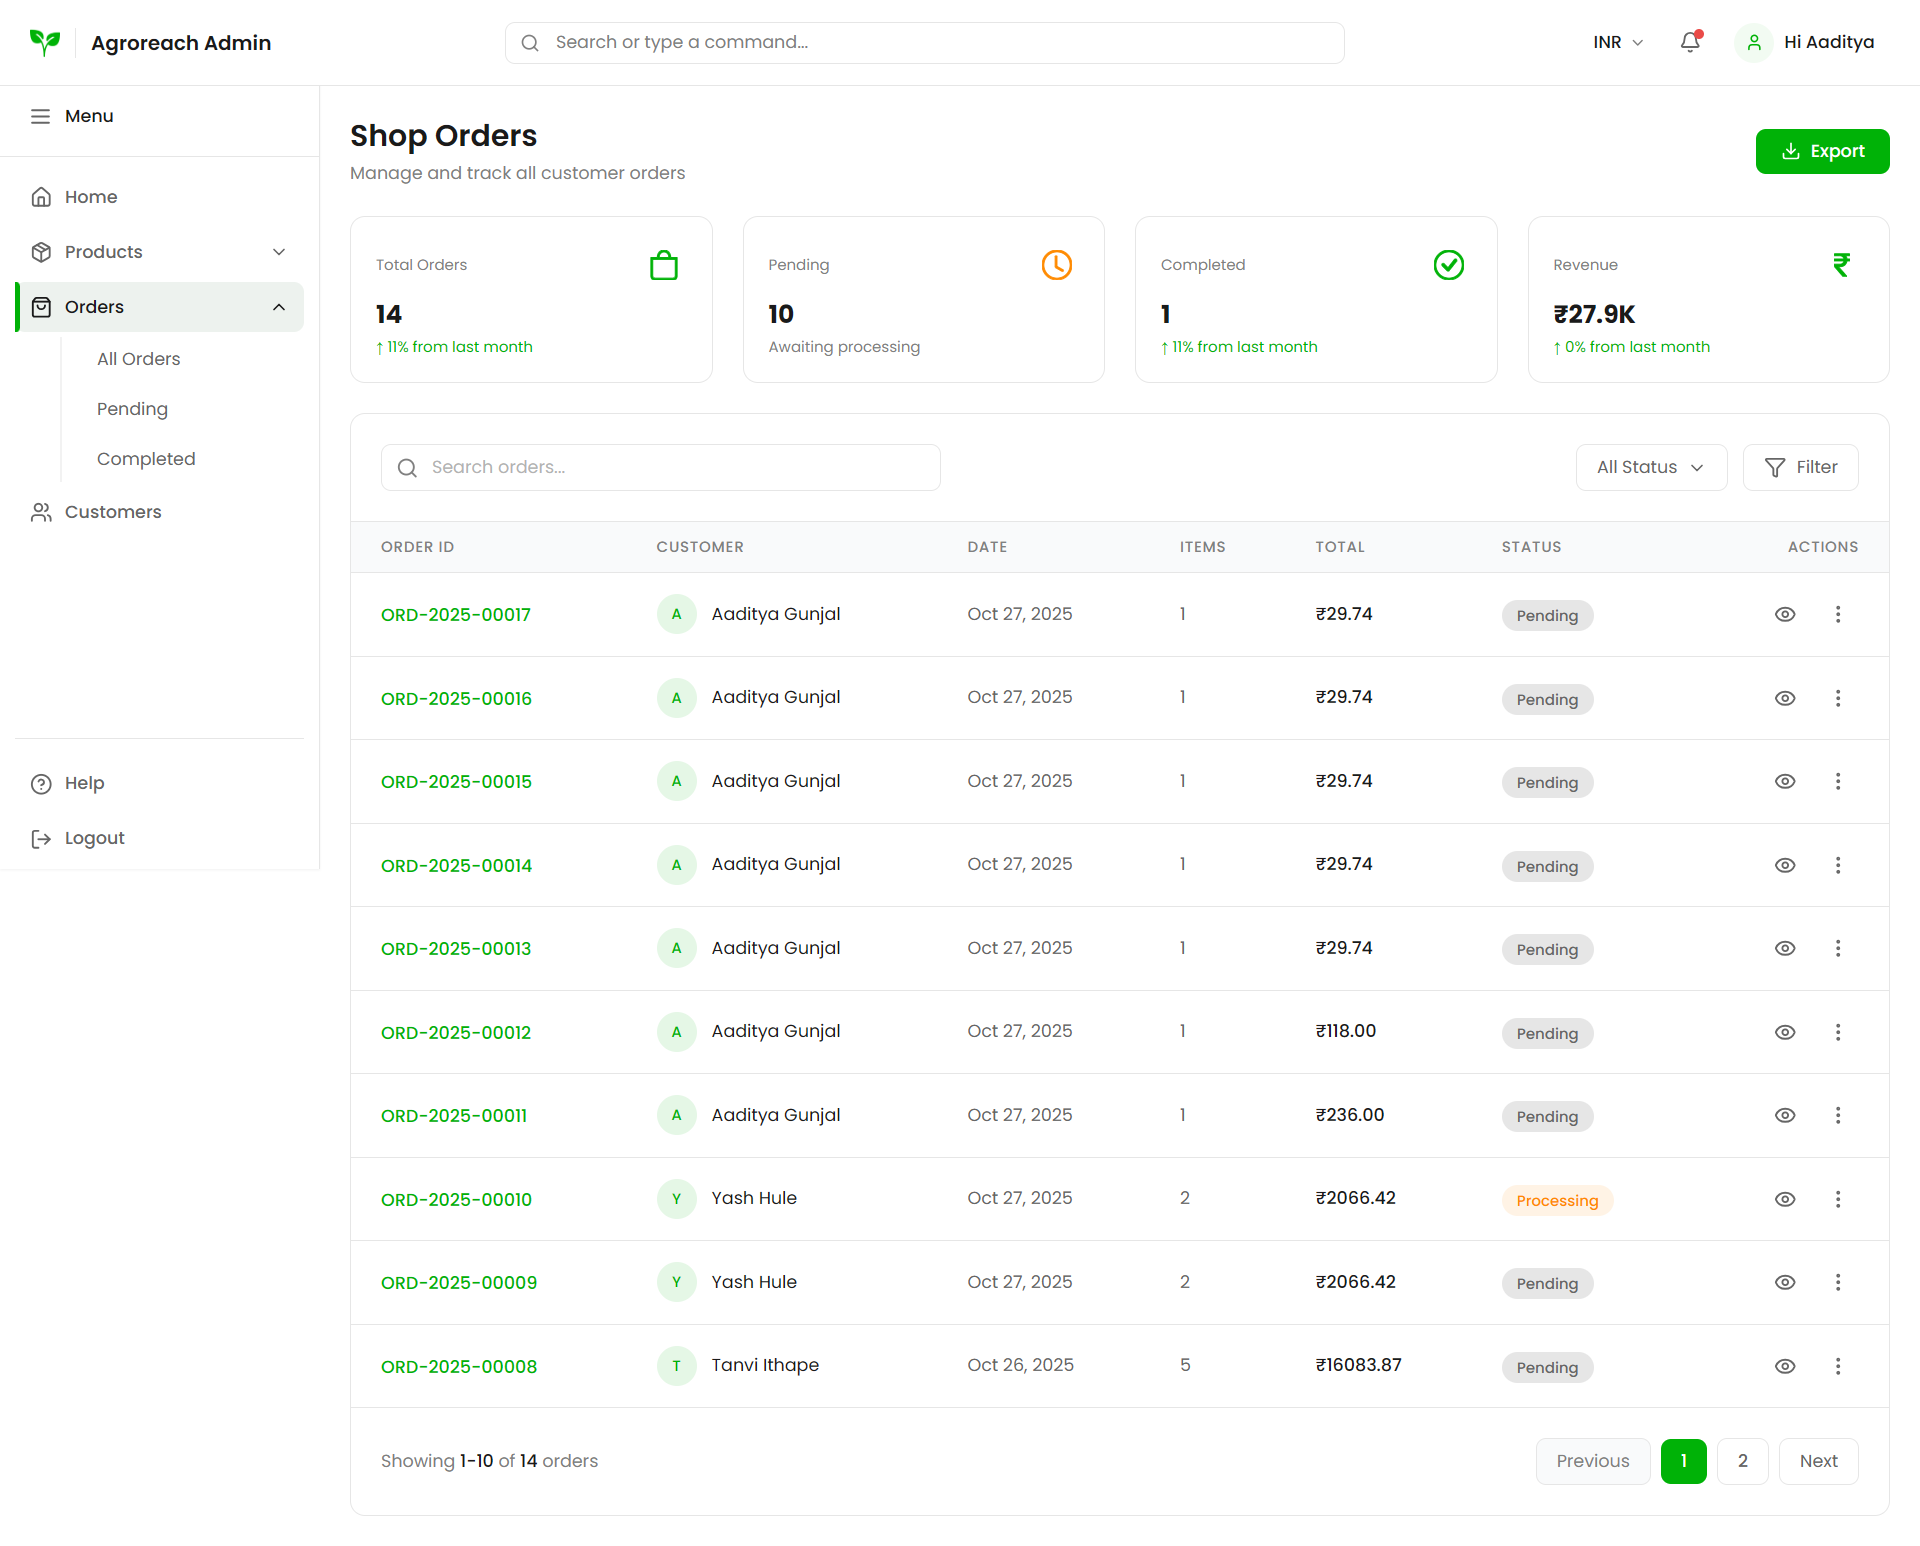 Agroreach Admin
Search or type a command...
INR
Hi Aaditya
Menu
Home
Products
Orders
All Orders
Pending
Completed
Customers
Help
Logout
Shop Orders
Manage and track all customer orders
Export
Total Orders
14
↑ 11% from last month
Pending
10
Awaiting processing
Completed
1
↑ 11% from last month
Revenue
₹27.9K
↑ 0% from last month
Search orders...
All Status
Filter
ORDER ID CUSTOMER DATE ITEMS TOTAL STATUS ACTIONS
ORD-2025-00017 A Aaditya Gunjal Oct 27, 2025 1 ₹29.74 Pending
ORD-2025-00016 A Aaditya Gunjal Oct 27, 2025 1 ₹29.74 Pending
ORD-2025-00015 A Aaditya Gunjal Oct 27, 2025 1 ₹29.74 Pending
ORD-2025-00014 A Aaditya Gunjal Oct 27, 2025 1 ₹29.74 Pending
ORD-2025-00013 A Aaditya Gunjal Oct 27, 2025 1 ₹29.74 Pending
ORD-2025-00012 A Aaditya Gunjal Oct 27, 2025 1 ₹118.00 Pending
ORD-2025-00011 A Aaditya Gunjal Oct 27, 2025 1 ₹236.00 Pending
ORD-2025-00010 Y Yash Hule Oct 27, 2025 2 ₹2066.42 Processing
ORD-2025-00009 Y Yash Hule Oct 27, 2025 2 ₹2066.42 Pending
ORD-2025-00008 T Tanvi Ithape Oct 26, 2025 5 ₹16083.87 Pending
Showing 1-10 of 14 orders
Previous 1 2 Next